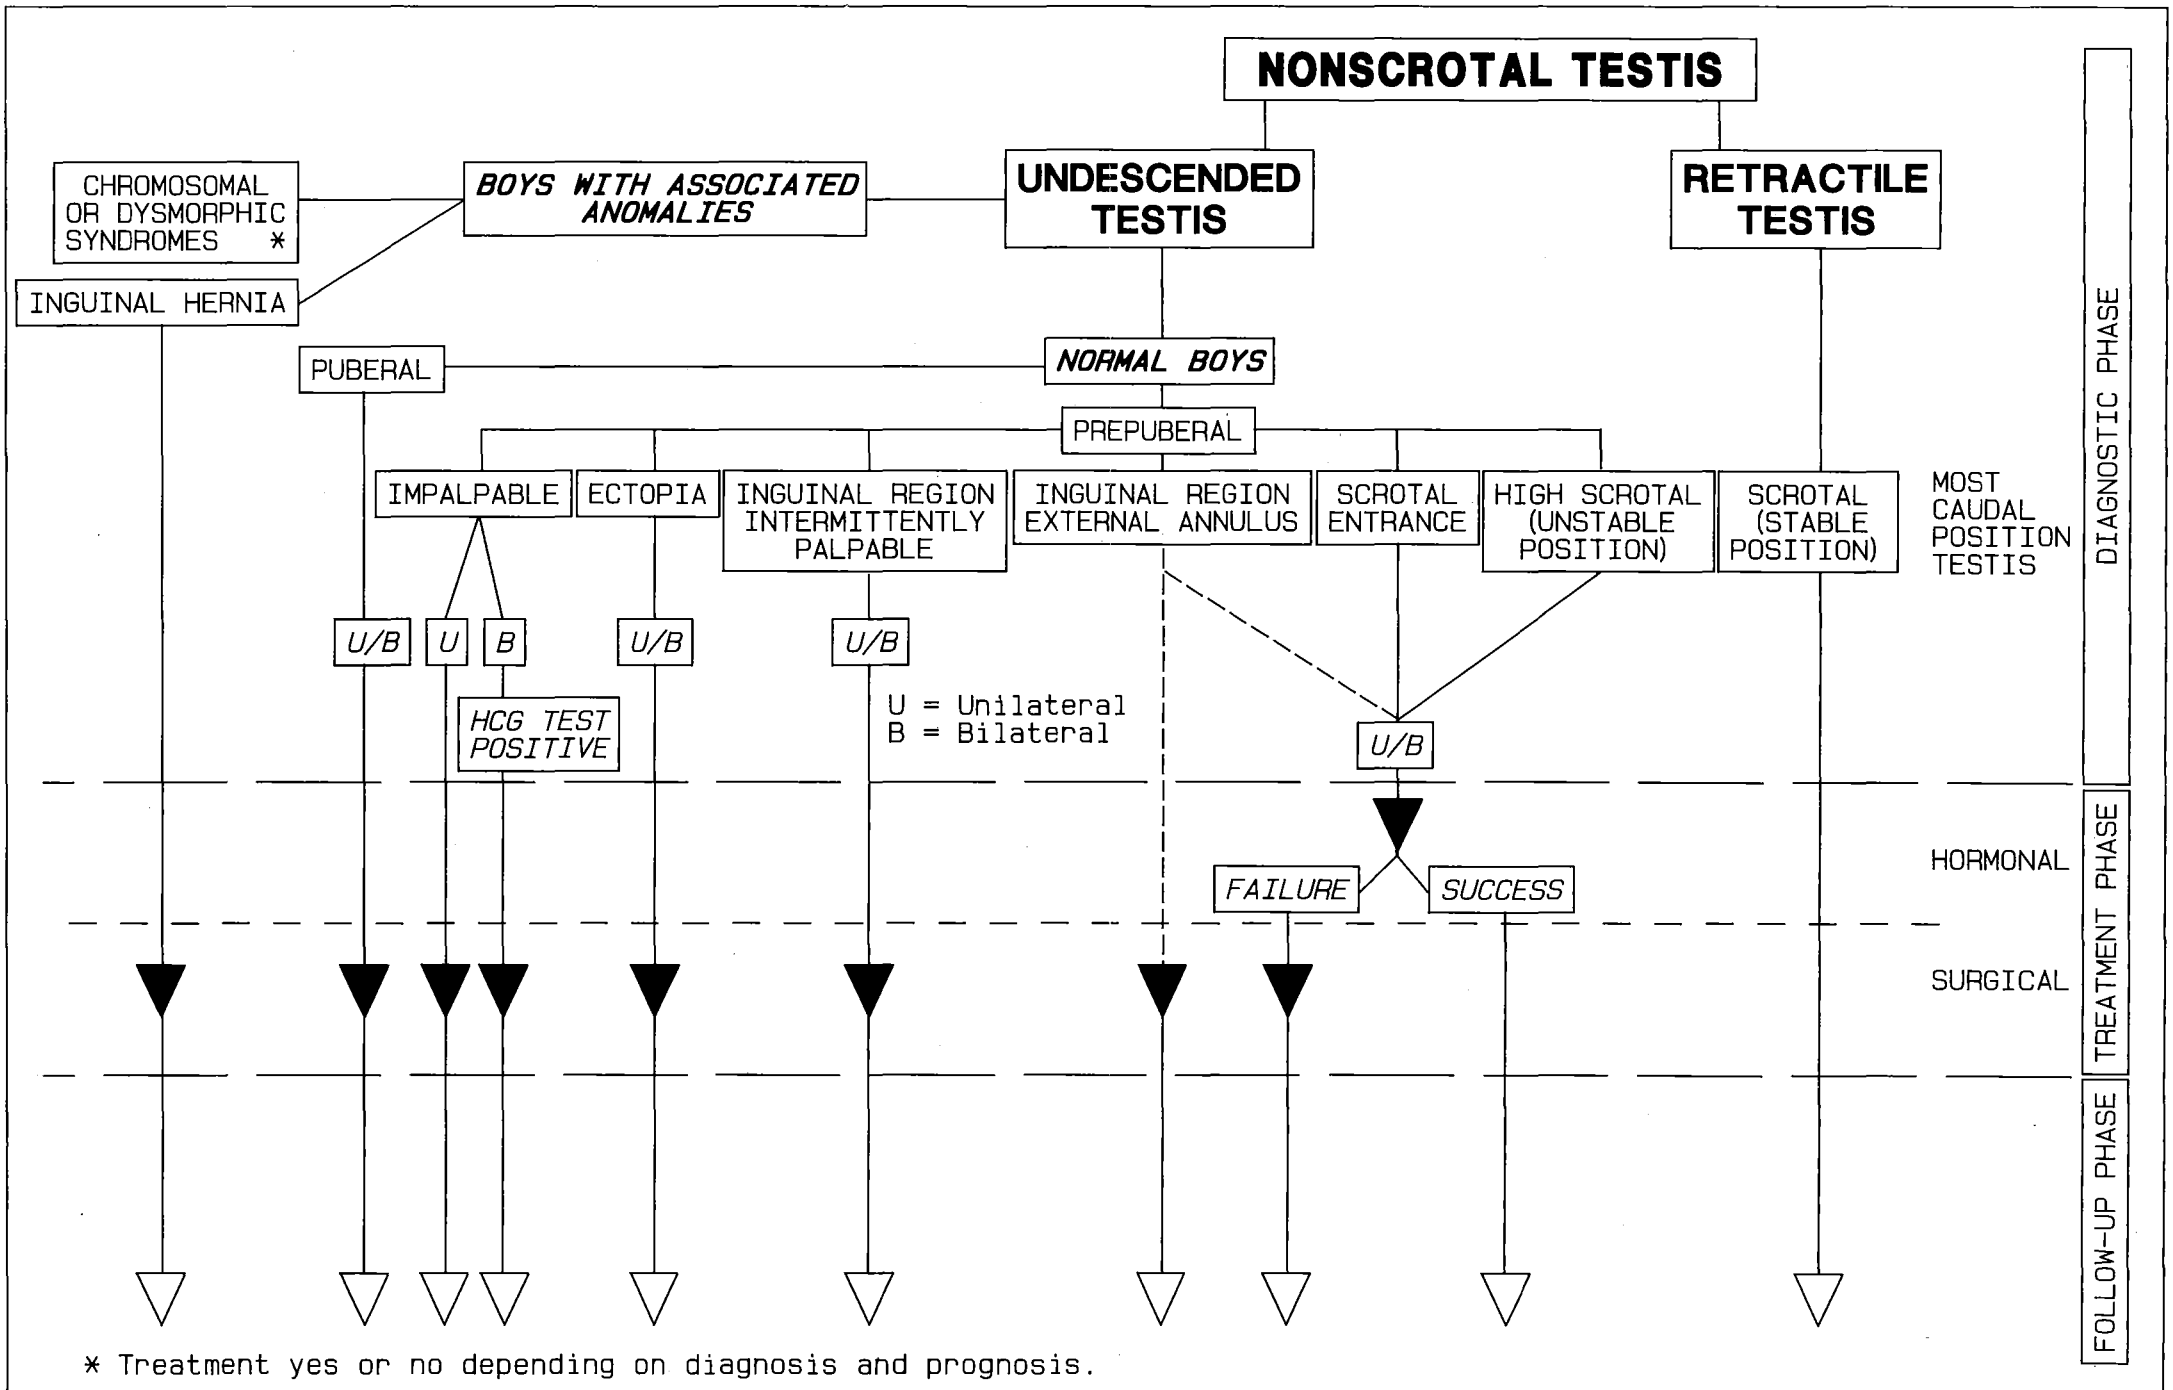 NONSCROTAL TESTIS
UNDESCENDED
TESTIS
RETRACTILE
TESTIS
BOYS WITH ASSOCIATED
ANOMALIES
CHROMOSOMAL
OR DYSMORPHIC
SYNDROMES *
INGUINAL HERNIA
NORMAL BOYS
PUBERAL
PREPUBERAL
IMPALPABLE
ECTOPIA
INGUINAL REGION
INTERMITTENTLY
PALPABLE
INGUINAL REGION
EXTERNAL ANNULUS
SCROTAL
ENTRANCE
HIGH SCROTAL
(UNSTABLE
POSITION)
SCROTAL
(STABLE
POSITION)
MOST
CAUDAL
POSITION
TESTIS
DIAGNOSTIC PHASE
U/B
U
B
U/B
U/B
HCG TEST
POSITIVE
U = Unilateral
B = Bilateral
U/B
FAILURE
SUCCESS
HORMONAL
SURGICAL
TREATMENT PHASE
FOLLOW-UP PHASE
* Treatment yes or no depending on diagnosis and prognosis.